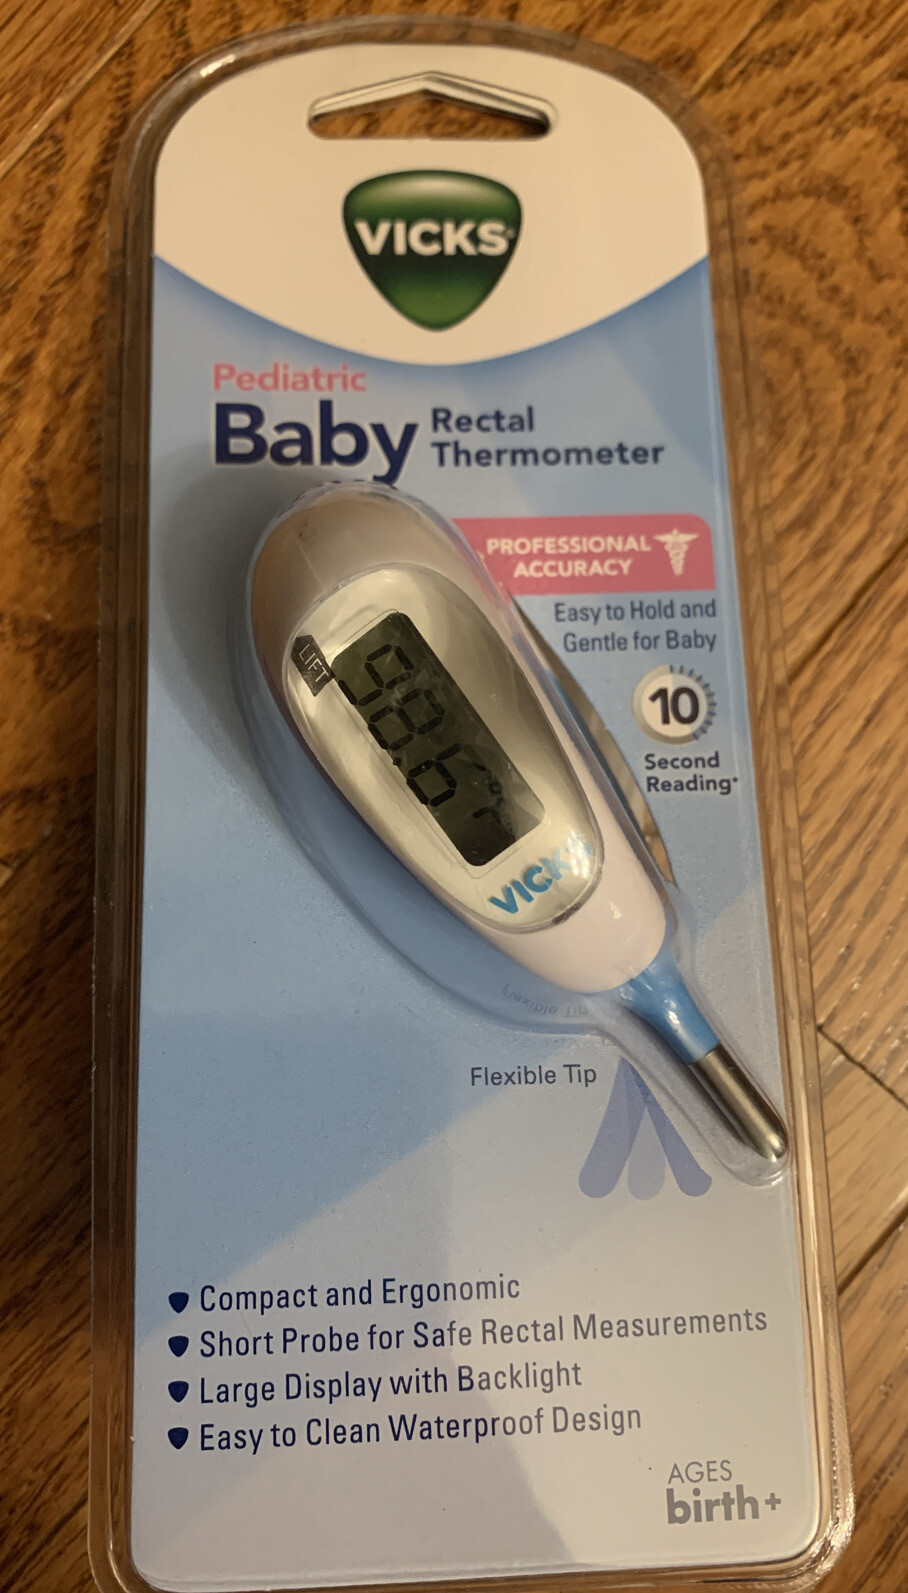 VICKS®
Pediatric
Baby Rectal
Thermometer
PROFESSIONAL
ACCURACY
Easy to Hold and
Gentle for Baby
LIFT
98.6 °F
10
Second
Reading*
VICKS
Flexible Tip
Compact and Ergonomic
Short Probe for Safe Rectal Measurements
Large Display with Backlight
Easy to Clean Waterproof Design
AGES
birth+